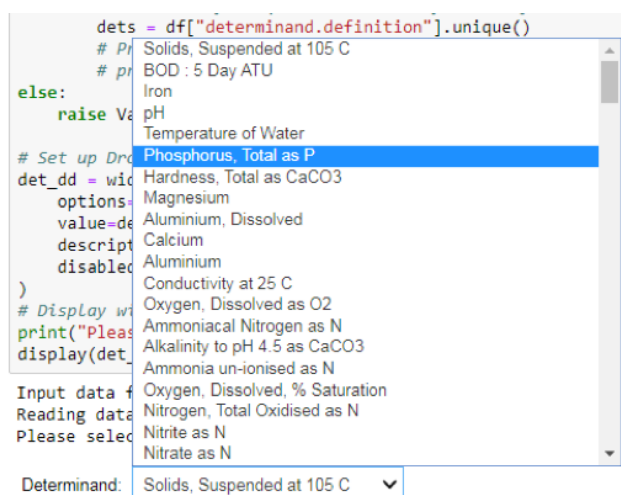 dets = df["determinand.definition"].unique()
# Pr
# pr
else:
raise Va
# Set up Dro
det_dd = wid
options=
value=de
descript
disabled
)
# Display wi
print("Pleas
display(det_
Solids, Suspended at 105 C
BOD : 5 Day ATU
Iron
pH
Temperature of Water
Phosphorus, Total as P
Hardness, Total as CaCO3
Magnesium
Aluminium, Dissolved
Calcium
Aluminium
Conductivity at 25 C
Oxygen, Dissolved as O2
Ammoniacal Nitrogen as N
Alkalinity to pH 4.5 as CaCO3
Ammonia un-ionised as N
Oxygen, Dissolved, % Saturation
Nitrogen, Total Oxidised as N
Nitrite as N
Nitrate as N
Input data f
Reading data
Please selec
Determinand: Solids, Suspended at 105 C